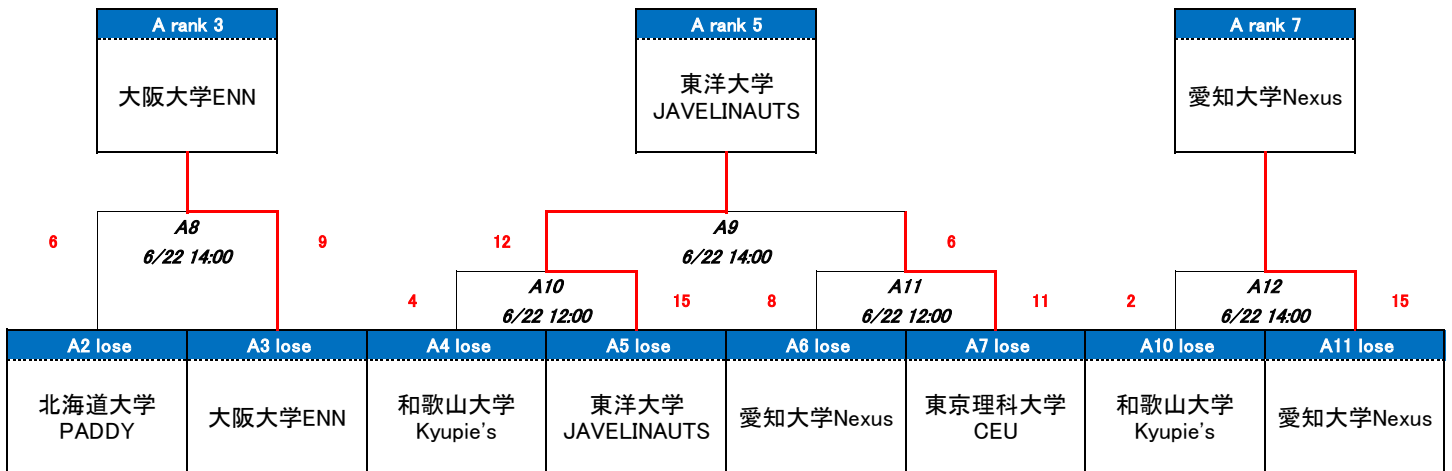 A rank 3
A rank 5
A rank 7
大阪大学ENN
東洋大学
JAVELINAUTS
愛知大学Nexus
6
A8
6/22 14:00
9
12
A9
6/22 14:00
6
4
A10
6/22 12:00
15
8
A11
6/22 12:00
11
2
A12
6/22 14:00
15
A2 lose
A3 lose
A4 lose
A5 lose
A6 lose
A7 lose
A10 lose
A11 lose
北海道大学
PADDY
大阪大学ENN
和歌山大学
Kyupie's
東洋大学
JAVELINAUTS
愛知大学Nexus
東京理科大学
CEU
和歌山大学
Kyupie's
愛知大学Nexus